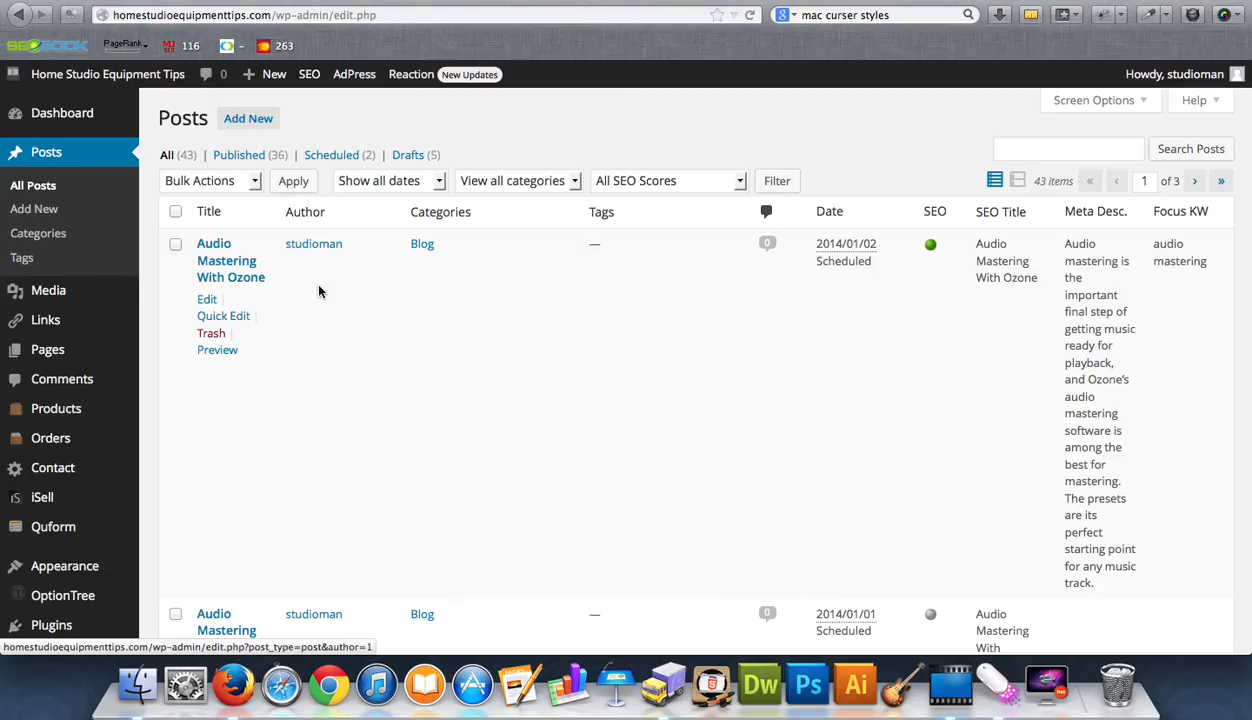 homestudioequipmenttips.com/wp-admin/edit.php
mac curser styles
SEOBOOK PageRank 116 - 263
Home Studio Equipment Tips 0 New SEO AdPress Reaction New Updates Howdy, studioman
Screen Options Help
Dashboard
Posts
All Posts
Add New
Categories
Tags
Media
Links
Pages
Comments
Products
Orders
Contact
iS iSell
Quform
Appearance
OptionTree
Plugins
Posts Add New
All (43) | Published (36) | Scheduled (2) | Drafts (5)
Search Posts
Bulk Actions Apply Show all dates View all categories All SEO Scores Filter 43 items « ‹ 1 of 3 › »
Title Author Categories Tags Date SEO SEO Title Meta Desc. Focus KW
Audio
Mastering
With Ozone
Edit |
Quick Edit |
Trash |
Preview
studioman
Blog
—
0
2014/01/02
Scheduled
Audio
Mastering
With Ozone
Audio
mastering is
the
important
final step of
getting music
ready for
playback,
and Ozone's
audio
mastering
software is
among the
best for
mastering.
The presets
are its
perfect
starting point
for any music
track.
audio
mastering
Audio
Mastering
studioman
Blog
—
0
2014/01/01
Scheduled
Audio
Mastering
With
homestudioequipmenttips.com/wp-admin/edit.php?post_type=post&author=1
Dw Ps Ai